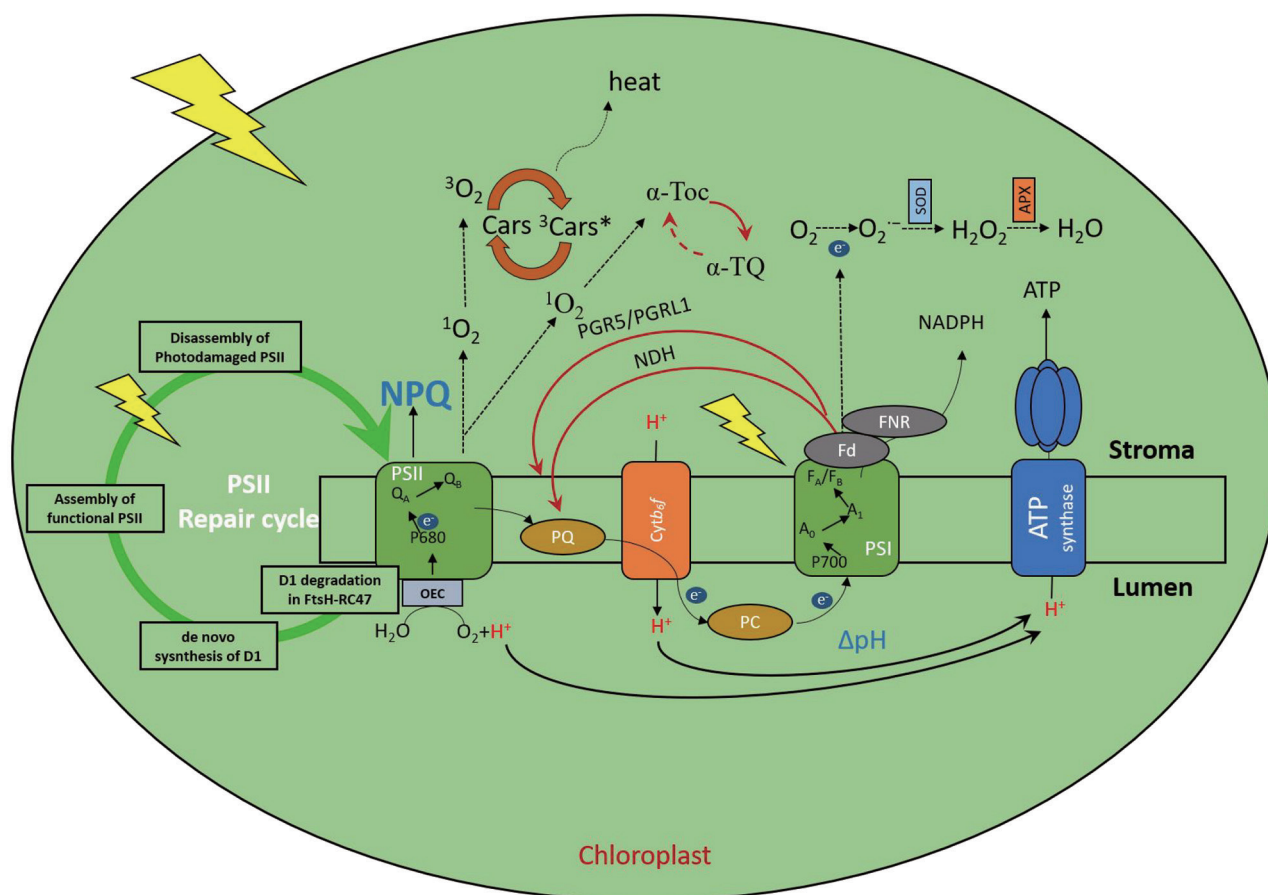 heat
³O₂
Cars ³Cars*
α-Toc
α-TQ
SOD
APX
O₂
O₂˙⁻
H₂O₂
H₂O
e⁻
¹O₂
¹O₂
PGR5/PGRL1
NDH
NADPH
ATP
Disassembly of
Photodamaged PSII
NPQ
H⁺
FNR
Fd
Stroma
Assembly of
functional PSII
PSII
Repair cycle
PSII
Q_A
Q_B
e⁻
P680
PQ
Cytb₆f
F_A/F_B
A₁
A₀
P700
PSI
ATP
synthase
Lumen
D1 degradation
in FtsH-RC47
OEC
de novo
sysnthesis of D1
H₂O
O₂+H⁺
H⁺
e⁻
PC
e⁻
ΔpH
H⁺
Chloroplast